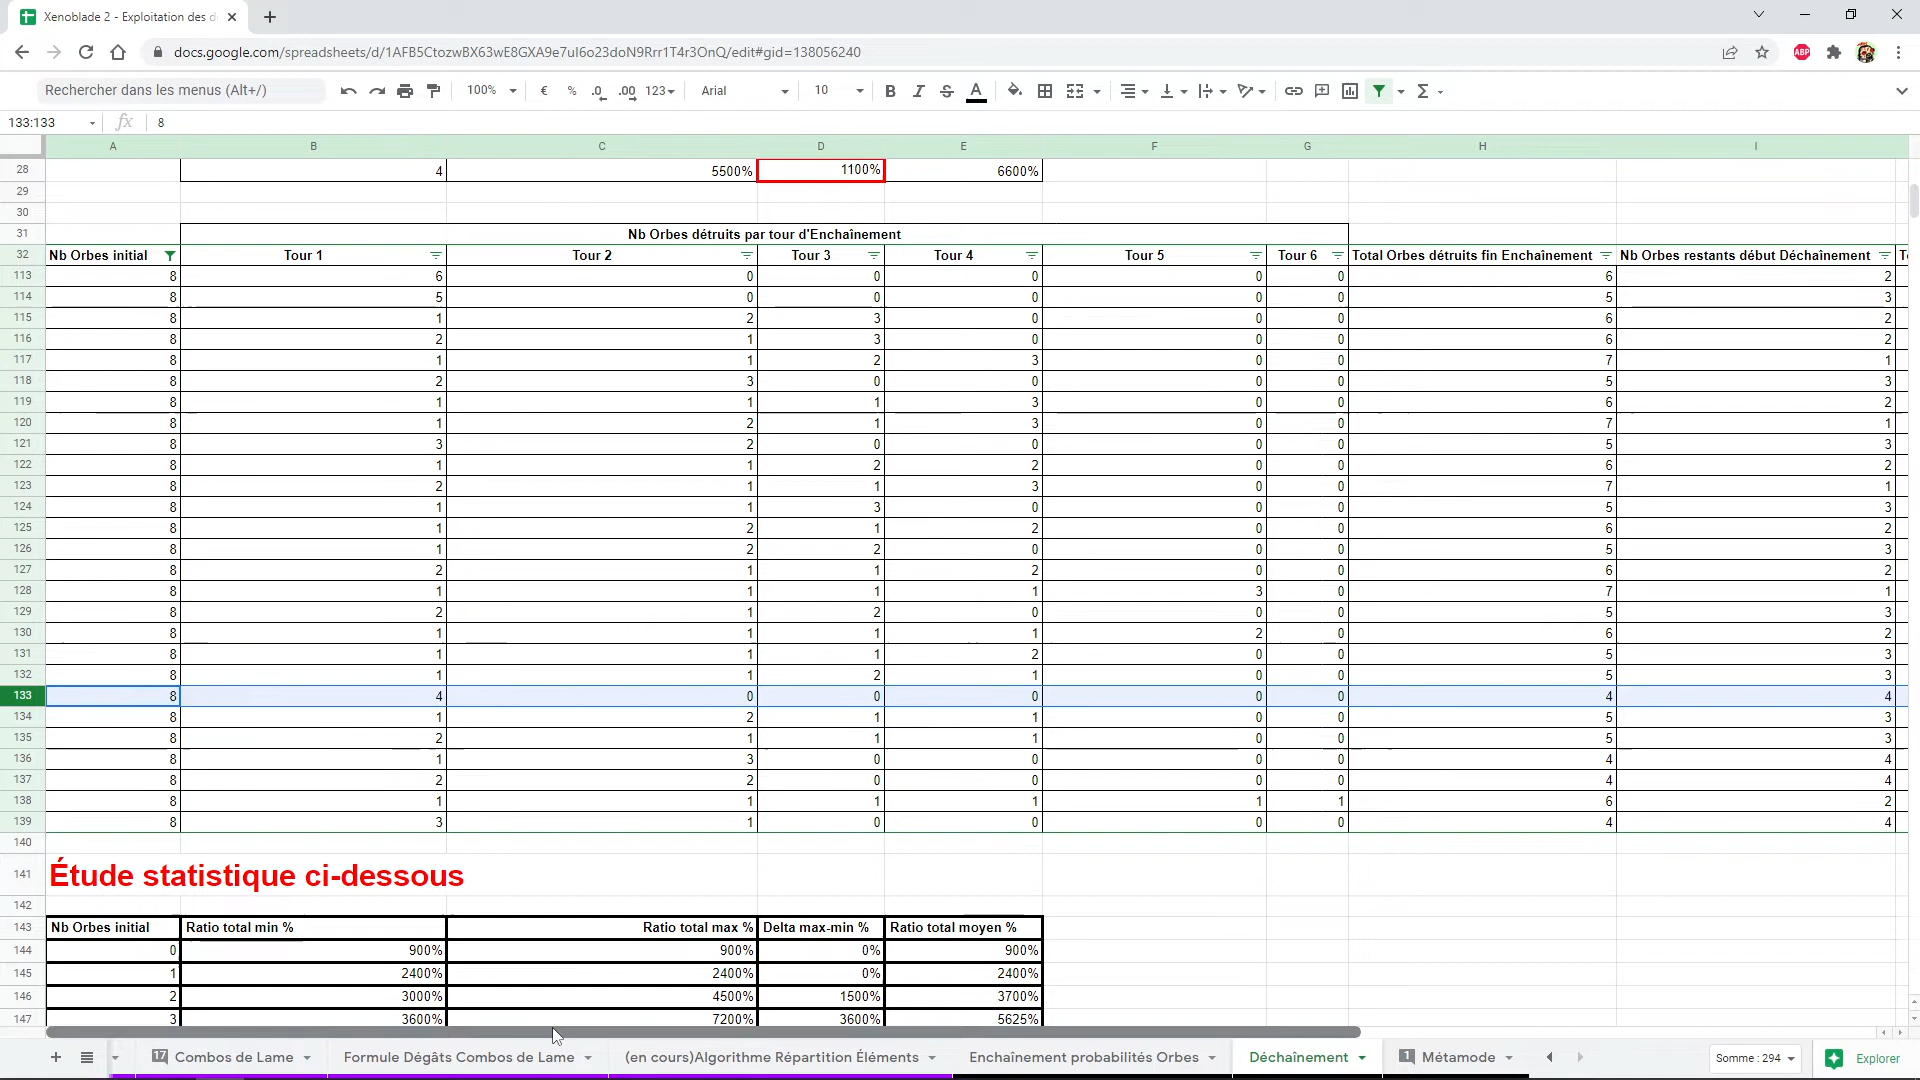 Xenoblade 2 - Exploitation des d
docs.google.com/spreadsheets/d/1AFB5CtozwBX63wE8GXA9e7ul6o23doN9Rrr1T4r3OnQ/edit#gid=138056240
ABP
Rechercher dans les menus (Alt+/) 100% € % .0 .00 123 Arial 10 B I S A Σ
133:133 fx 8
A B C D E F G H I
28 4 5500% 1100% 6600%
29
30
31 Nb Orbes détruits par tour d'Enchaînement
32 Nb Orbes initial Tour 1 Tour 2 Tour 3 Tour 4 Tour 5 Tour 6 Total Orbes détruits fin Enchaînement Nb Orbes restants début Déchaînement
113 8 6 0 0 0 0 0 6 2
114 8 5 0 0 0 0 0 5 3
115 8 1 2 3 0 0 0 6 2
116 8 2 1 3 0 0 0 6 2
117 8 1 1 2 3 0 0 7 1
118 8 2 3 0 0 0 0 5 3
119 8 1 1 1 3 0 0 6 2
120 8 1 2 1 3 0 0 7 1
121 8 3 2 0 0 0 0 5 3
122 8 1 1 2 2 0 0 6 2
123 8 2 1 1 3 0 0 7 1
124 8 1 1 3 0 0 0 5 3
125 8 1 2 1 2 0 0 6 2
126 8 1 2 2 0 0 0 5 3
127 8 2 1 1 2 0 0 6 2
128 8 1 1 1 1 3 0 7 1
129 8 2 1 2 0 0 0 5 3
130 8 1 1 1 1 2 0 6 2
131 8 1 1 1 2 0 0 5 3
132 8 1 1 2 1 0 0 5 3
133 8 4 0 0 0 0 0 4 4
134 8 1 2 1 1 0 0 5 3
135 8 2 1 1 1 0 0 5 3
136 8 1 3 0 0 0 0 4 4
137 8 2 2 0 0 0 0 4 4
138 8 1 1 1 1 1 1 6 2
139 8 3 1 0 0 0 0 4 4
140
141 Étude statistique ci-dessous
142
143 Nb Orbes initial Ratio total min % Ratio total max % Delta max-min % Ratio total moyen %
144 0 900% 900% 0% 900%
145 1 2400% 2400% 0% 2400%
146 2 3000% 4500% 1500% 3700%
147 3 3600% 7200% 3600% 5625%
17 Combos de Lame Formule Dégâts Combos de Lame (en cours)Algorithme Répartition Éléments Enchaînement probabilités Orbes Déchaînement 1 Métamode Somme : 294 Explorer